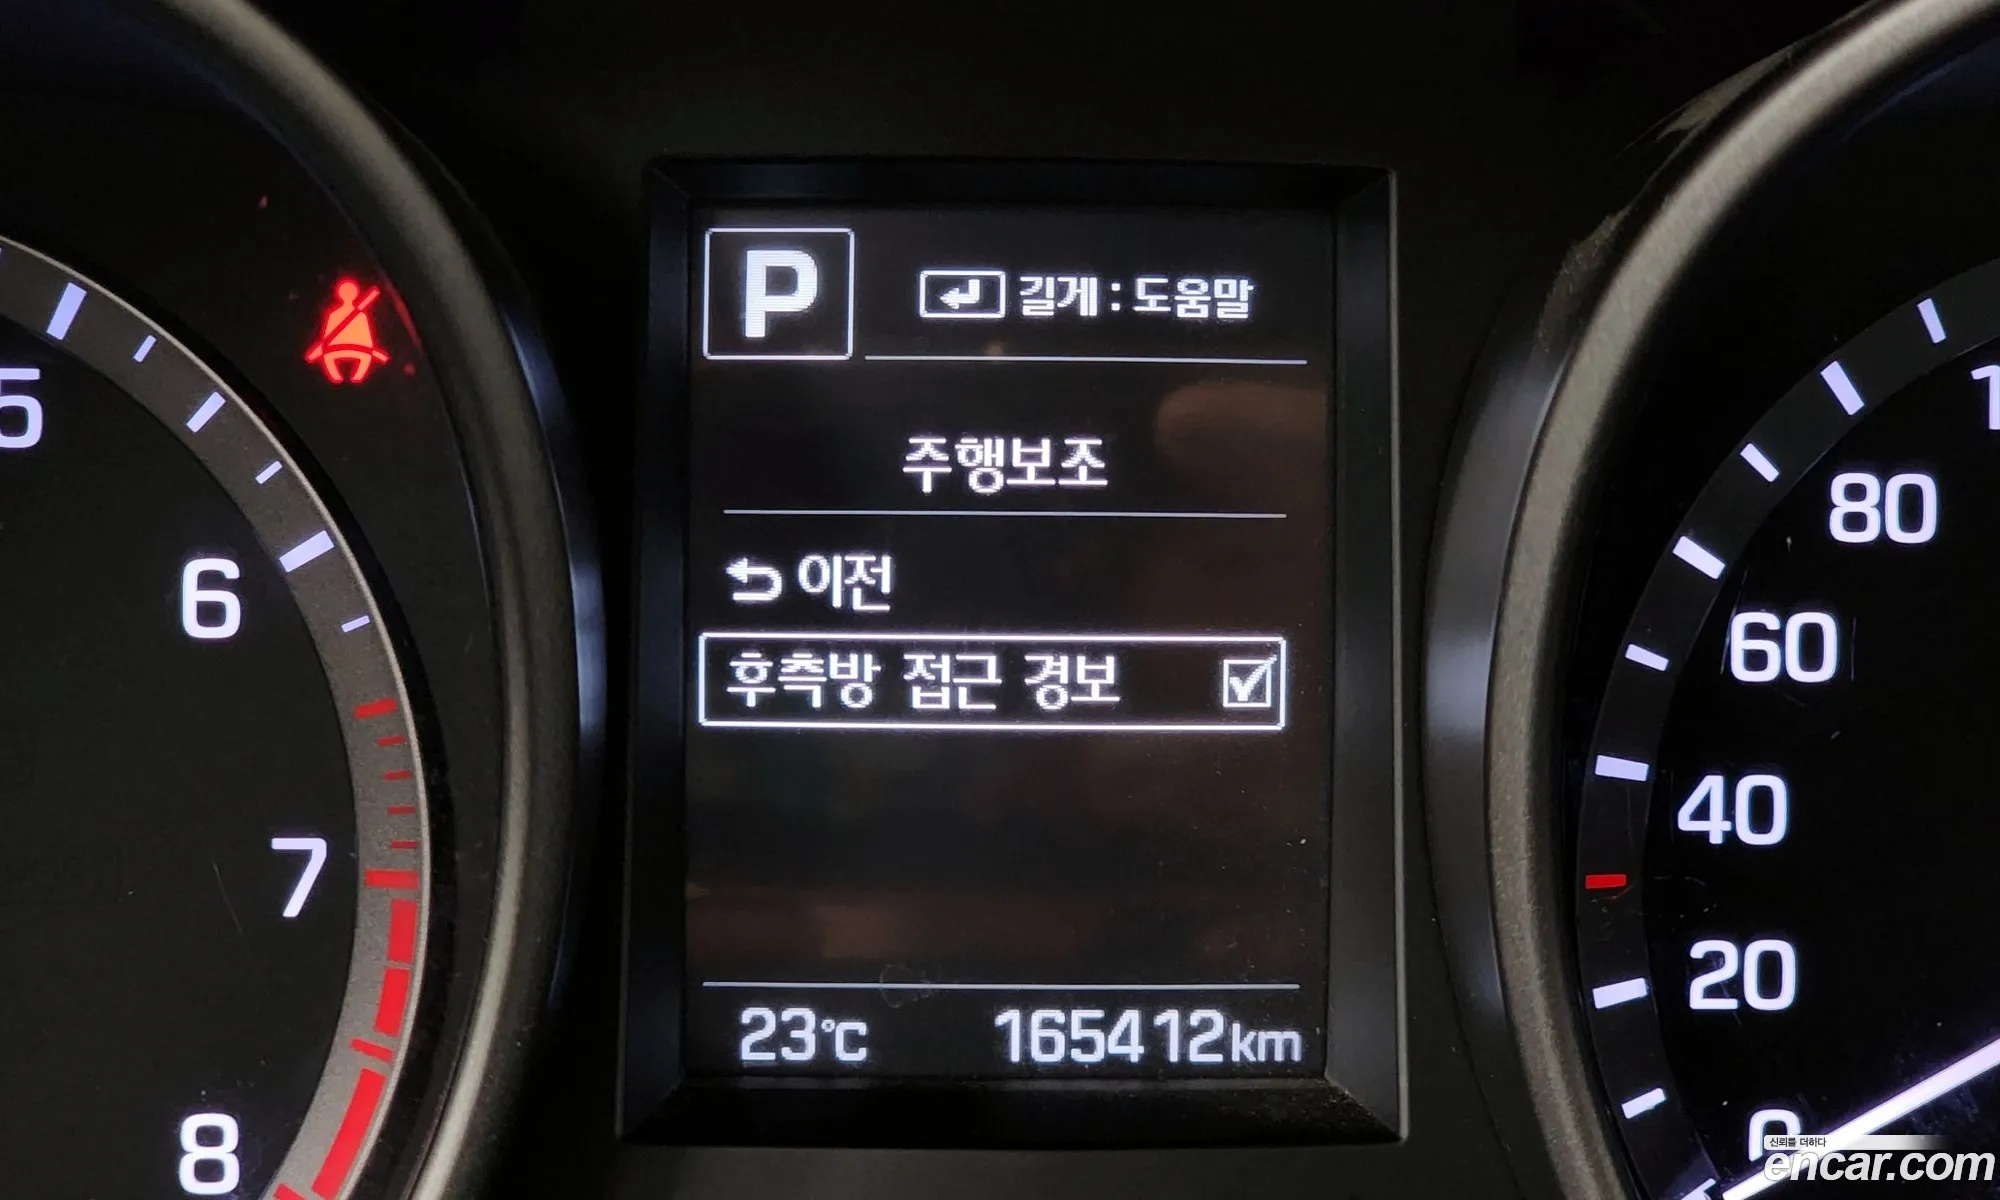 P
길게 : 도움말
주행보조
이전
후측방 접근 경보
23°C 165412km
5
6
7
8
80
60
40
20
0
신뢰를 더하다
encar.com